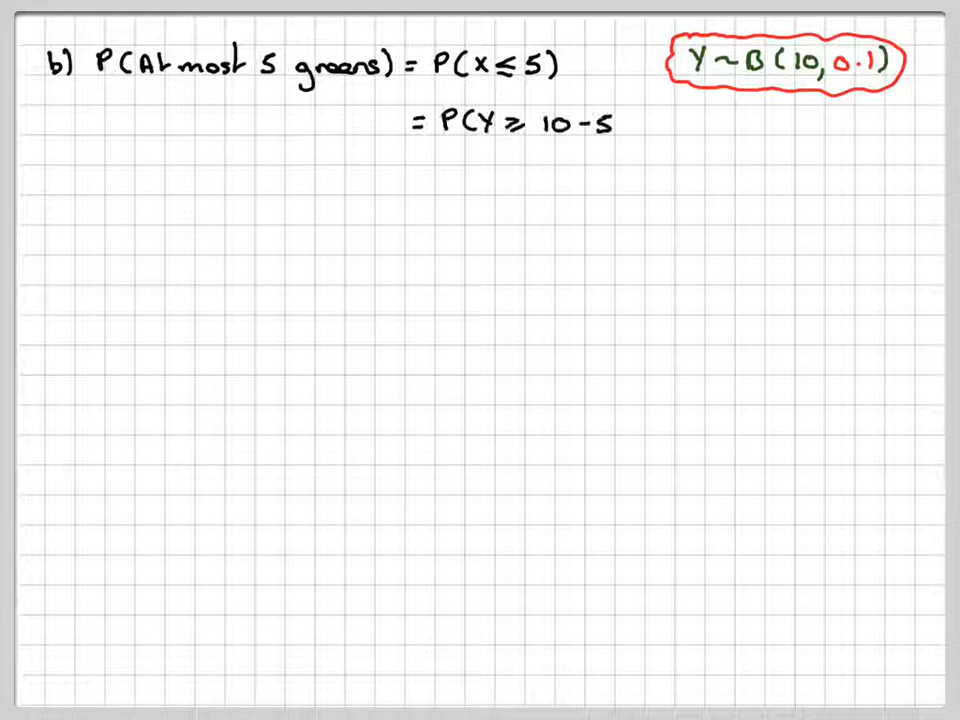 b) P(At most 5 greens) = P(X ≤ 5)
Y ~ B(10, 0.1)
= P(Y ≥ 10 - 5